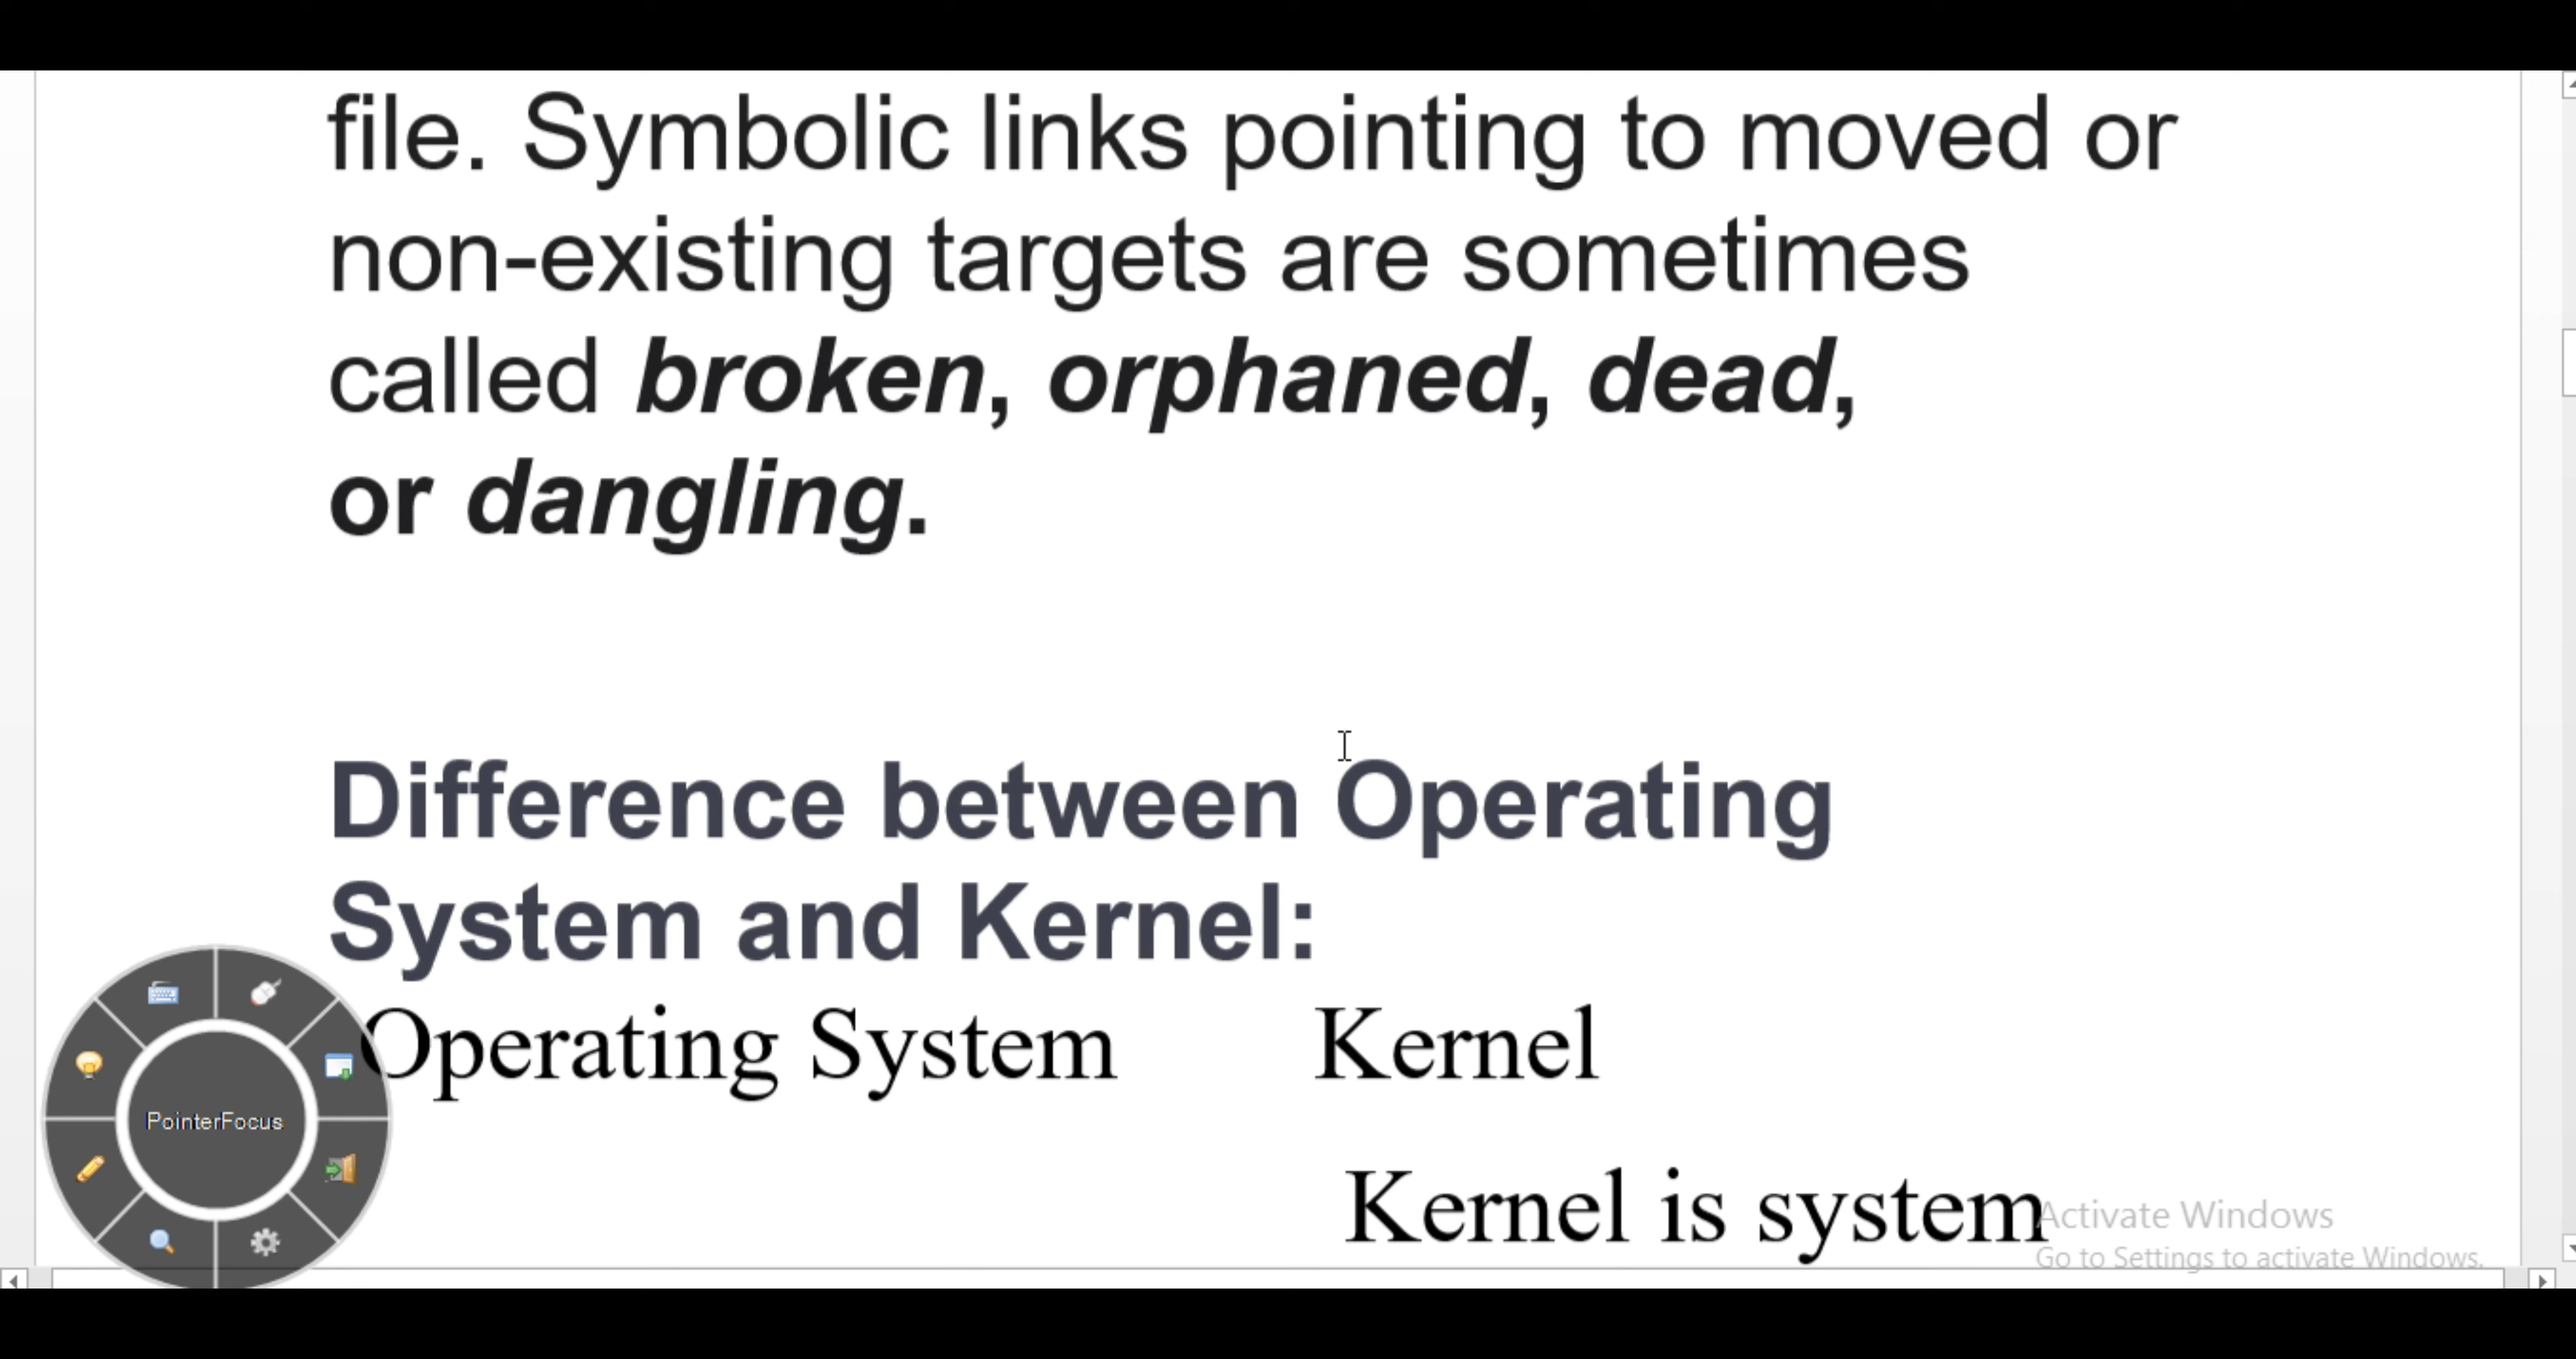 file. Symbolic links pointing to moved or
non-existing targets are sometimes
called broken, orphaned, dead,
or dangling.
Difference between Operating
System and Kernel:
Operating System Kernel
PointerFocus
Kernel is system
Activate Windows
Go to Settings to activate Windows.